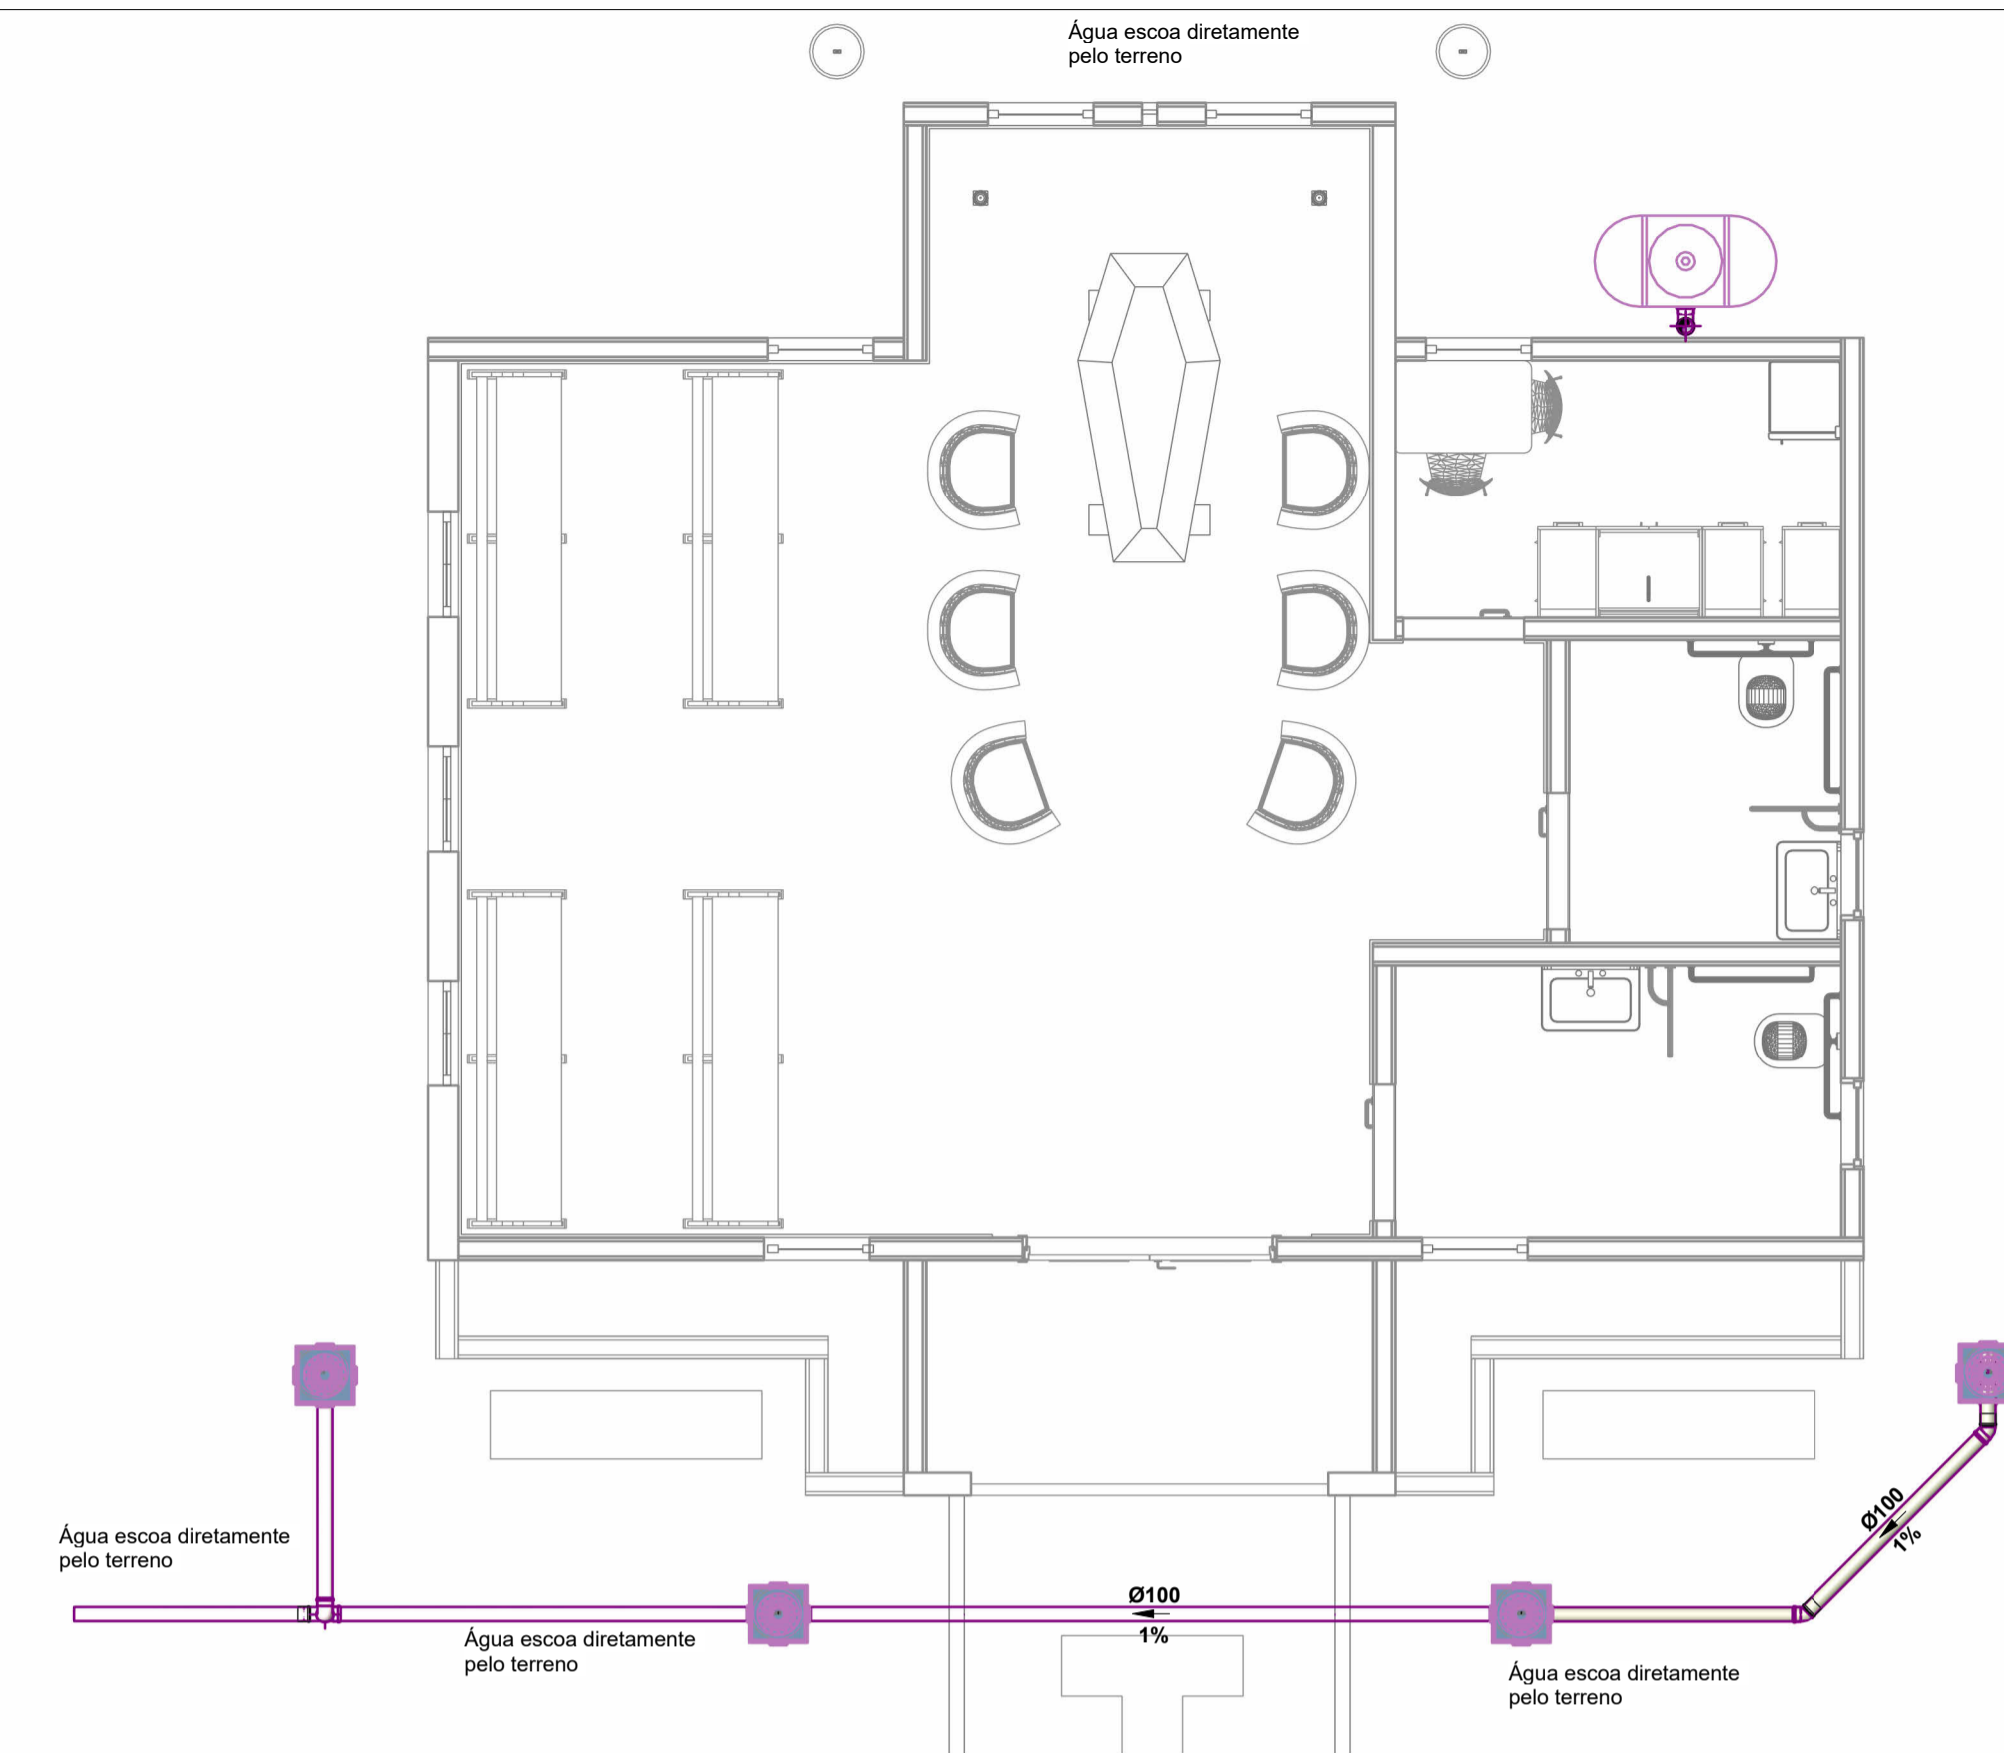 Água escoa diretamente
pelo terreno
Ø100
1%
Água escoa diretamente
pelo terreno
Ø100
1%
Água escoa diretamente
pelo terreno
Água escoa diretamente
pelo terreno